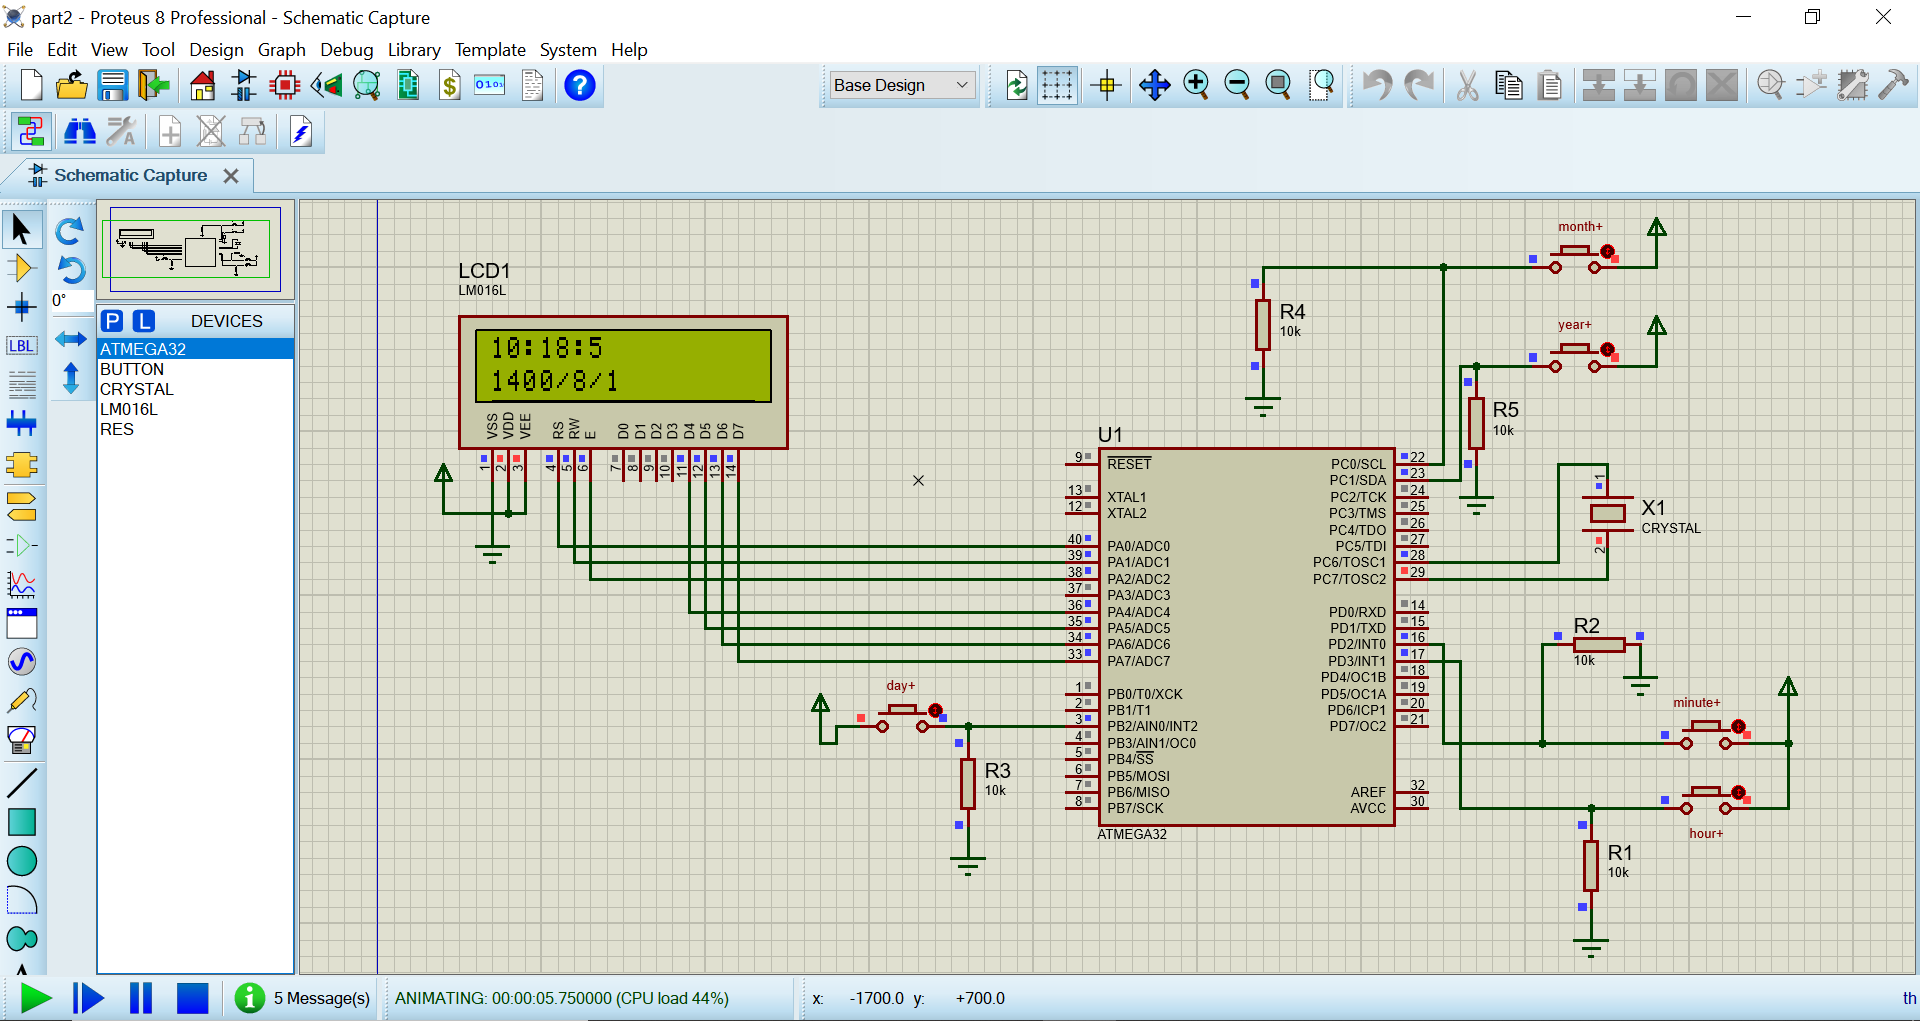 part2 - Proteus 8 Professional - Schematic Capture
File Edit View Tool Design Graph Debug Library Template System Help
Base Design
Schematic Capture
0°
LBL
P L DEVICES
ATMEGA32
BUTTON
CRYSTAL
LM016L
RES
LCD1
LM016L
10:18:5
1400/8/1
VSS VDD VEE RS RW E D0 D1 D2 D3 D4 D5 D6 D7
1 2 3 4 5 6 7 8 9 10 11 12 13 14
month+
R4
10k
year+
R5
10k
U1
9 RESET
13 XTAL1
12 XTAL2
40 PA0/ADC0
39 PA1/ADC1
38 PA2/ADC2
37 PA3/ADC3
36 PA4/ADC4
35 PA5/ADC5
34 PA6/ADC6
33 PA7/ADC7
1 PB0/T0/XCK
2 PB1/T1
3 PB2/AIN0/INT2
4 PB3/AIN1/OC0
5 PB4/SS
6 PB5/MOSI
7 PB6/MISO
8 PB7/SCK
PC0/SCL 22
PC1/SDA 23
PC2/TCK 24
PC3/TMS 25
PC4/TDO 26
PC5/TDI 27
PC6/TOSC1 28
PC7/TOSC2 29
PD0/RXD 14
PD1/TXD 15
PD2/INT0 16
PD3/INT1 17
PD4/OC1B 18
PD5/OC1A 19
PD6/ICP1 20
PD7/OC2 21
AREF 32
AVCC 30
ATMEGA32
1
X1
CRYSTAL
2
R2
10k
day+
R3
10k
minute+
hour+
R1
10k
5 Message(s)
ANIMATING: 00:00:05.750000 (CPU load 44%)
x: -1700.0 y: +700.0
th